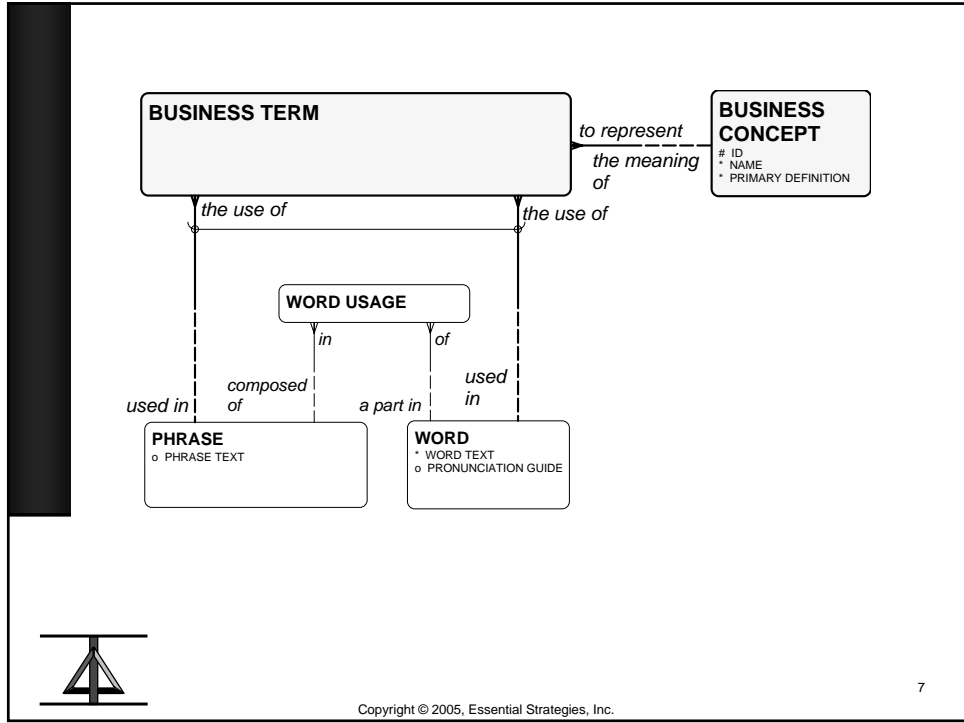 BUSINESS TERM
BUSINESS
CONCEPT
# ID
* NAME
* PRIMARY DEFINITION
to represent
the meaning
of
the use of
the use of
WORD USAGE
in
of
used in
composed
of
a part in
used
in
PHRASE
o PHRASE TEXT
WORD
* WORD TEXT
o PRONUNCIATION GUIDE
7
Copyright © 2005, Essential Strategies, Inc.